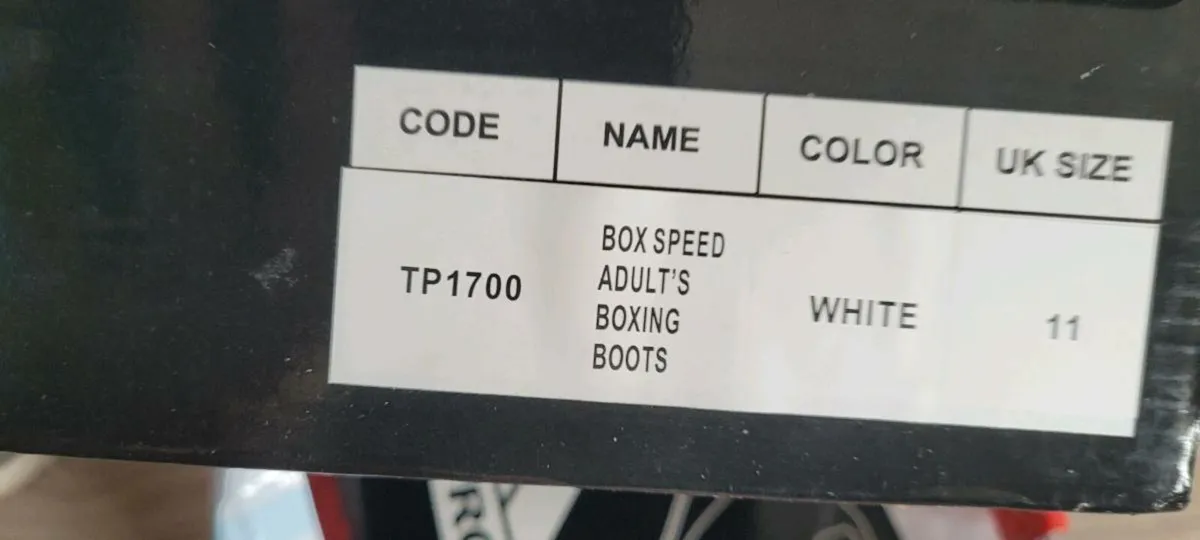 CODE NAME COLOR UK SIZE
BOX SPEED
ADULT'S
BOXING
BOOTS
TP1700
WHITE
11